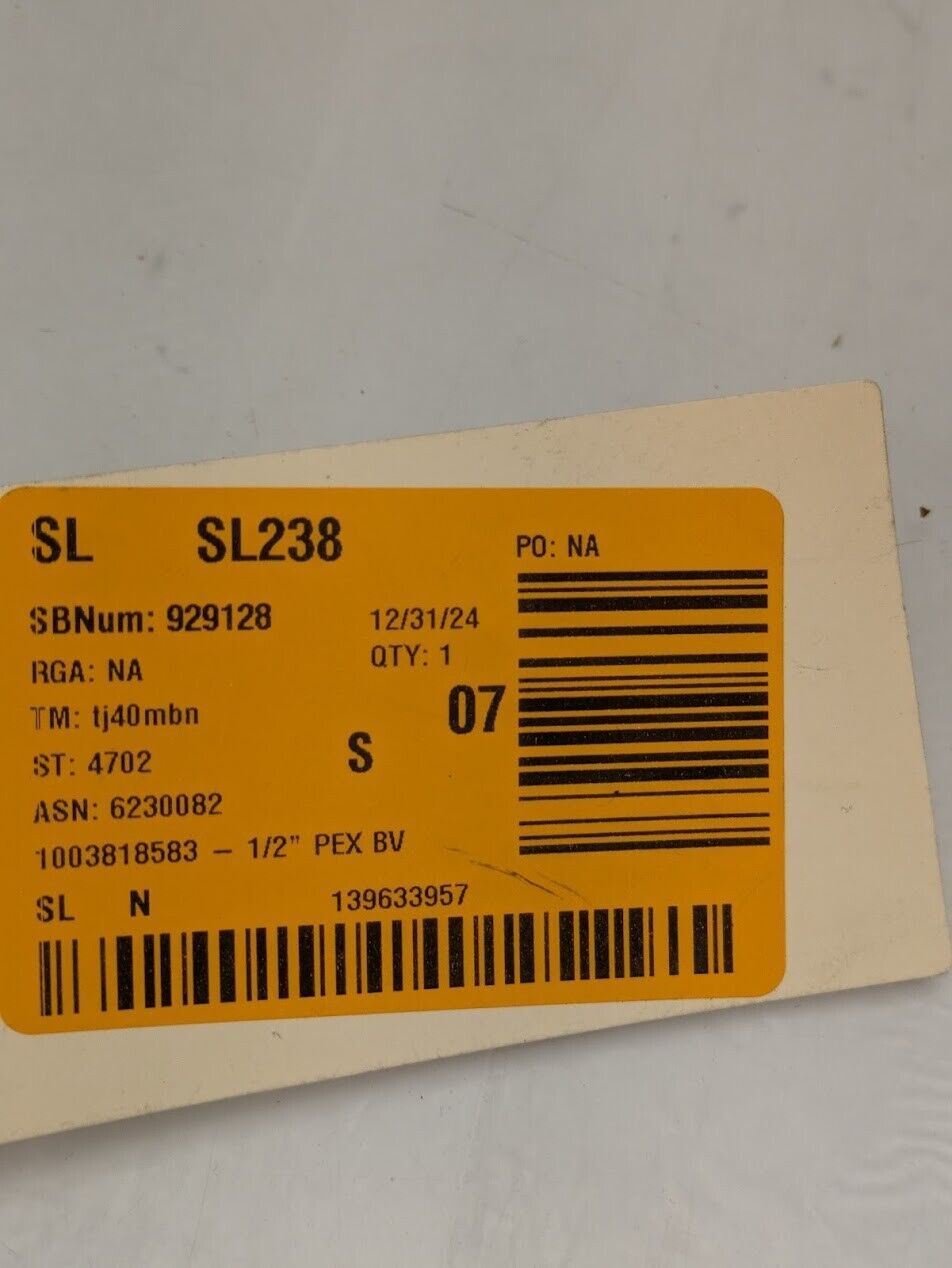 SL SL238
PO: NA
SBNum: 929128 12/31/24
RGA: NA QTY: 1
TM: tj40mbn 07
ST: 4702 S
ASN: 6230082
1003818583 – 1/2" PEX BV
SL N 139633957